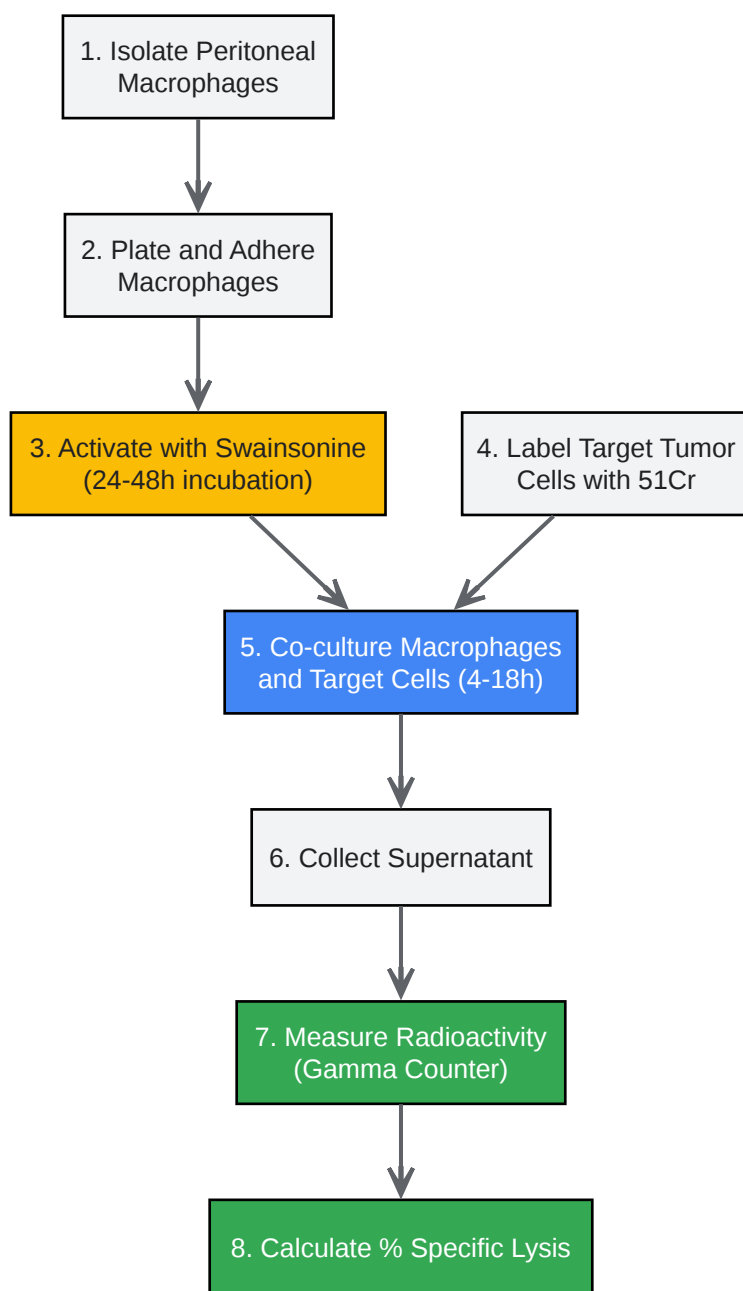 1. Isolate Peritoneal
Macrophages
2. Plate and Adhere
Macrophages
3. Activate with Swainsonine
(24-48h incubation)
4. Label Target Tumor
Cells with 51Cr
5. Co-culture Macrophages
and Target Cells (4-18h)
6. Collect Supernatant
7. Measure Radioactivity
(Gamma Counter)
8. Calculate % Specific Lysis